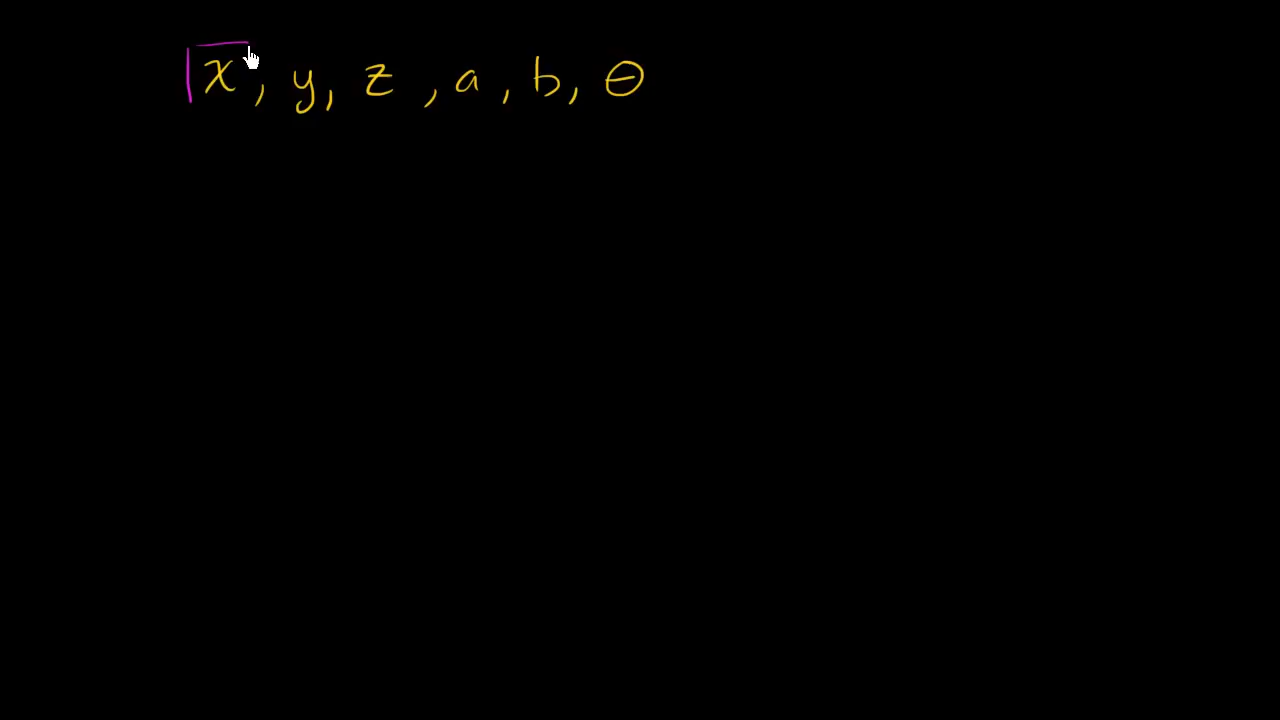 x, y, z, a, b, θ